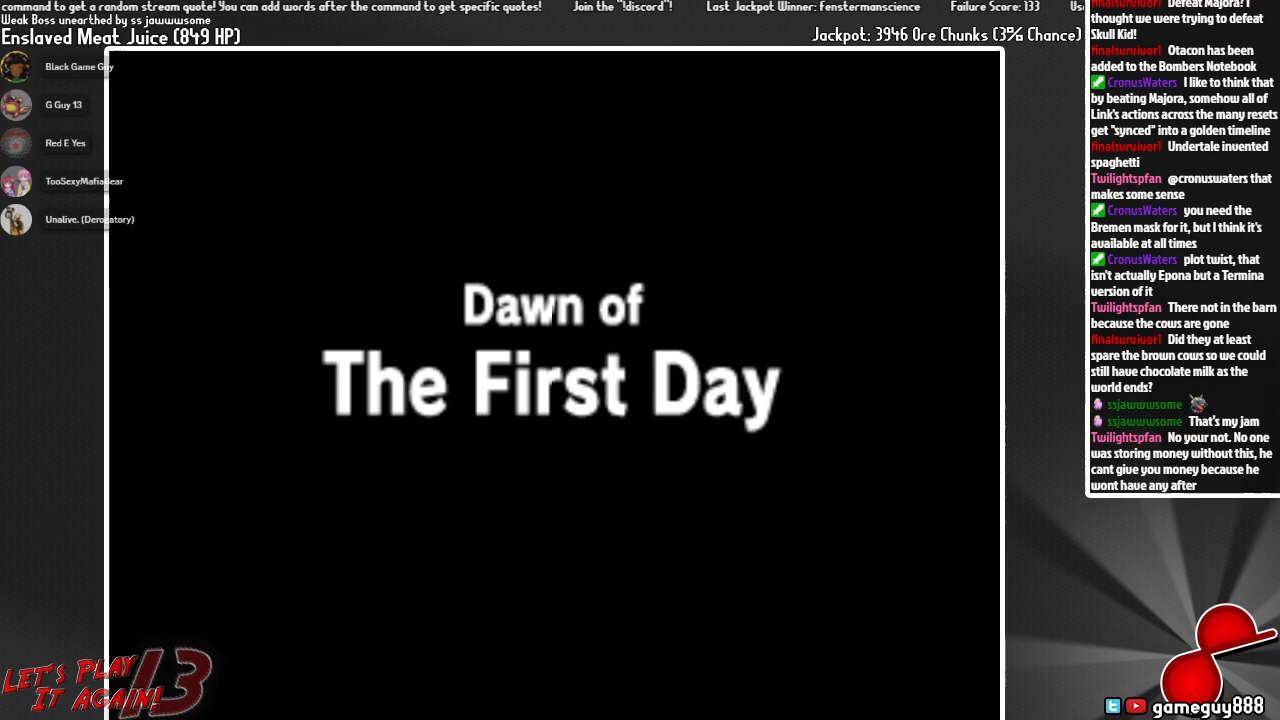 command to get a random stream quote! You can add words after the command to get specific quotes! Join the "!discord"! Last Jackpot Winner: fenstermanscience Failure Score: 133 Us
Weak Boss unearthed by ss jawwwsome
Enslaved Meat Juice (849 HP)
Jackpot: 3946 Ore Chunks (3% Chance)
Black Game Guy
G Guy 13
Red E Yes
TooSexyMafiaBear
Unalive. (Derogatory)
Dawn of
The First Day
finalsurvivor1 Defeat Majora? I
thought we were trying to defeat
Skull Kid!
finalsurvivor1 Otacon has been
added to the Bombers Notebook
CronusWaters I like to think that
by beating Majora, somehow all of
Link's actions across the many resets
get "synced" into a golden timeline
finalsurvivor1 Undertale invented
spaghetti
Twilightspfan @cronuswaters that
makes some sense
CronusWaters you need the
Bremen mask for it, but I think it's
available at all times
CronusWaters plot twist, that
isn't actually Epona but a Termina
version of it
Twilightspfan There not in the barn
because the cows are gone
finalsurvivor1 Did they at least
spare the brown cows so we could
still have chocolate milk as the
world ends?
ssjawwwsome
ssjawwwsome That's my jam
Twilightspfan No your not. No one
was storing money without this, he
cant give you money because he
wont have any after
LET'S PLAY
IT AGAIN!
13
gameguy888